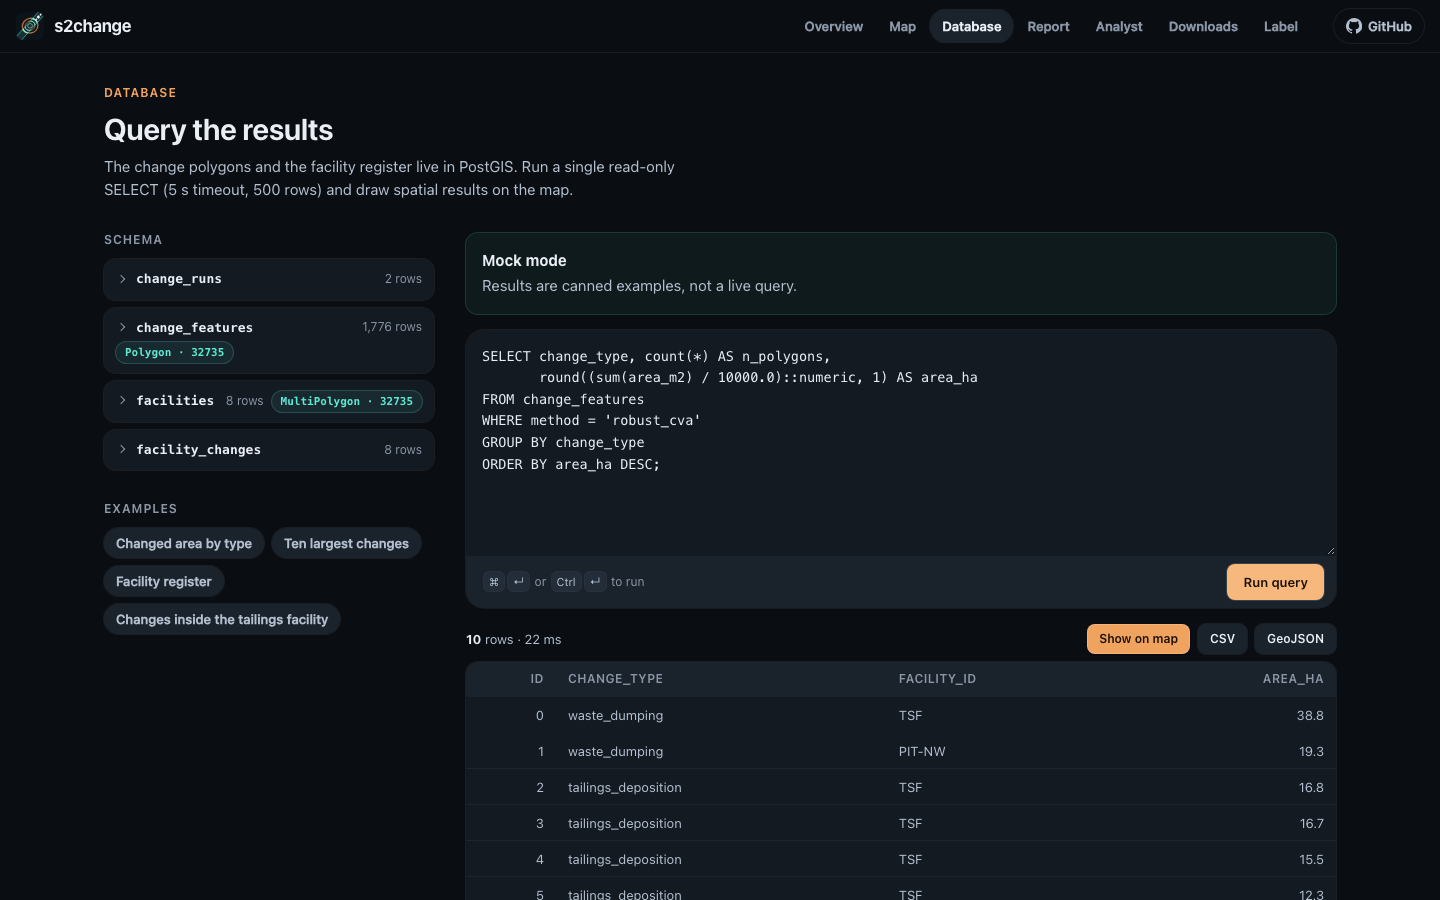 s2change
Overview Map Database Report Analyst Downloads Label GitHub
DATABASE
Query the results
The change polygons and the facility register live in PostGIS. Run a single read-only
SELECT (5 s timeout, 500 rows) and draw spatial results on the map.
SCHEMA
change_runs 2 rows
change_features 1,776 rows
Polygon · 32735
facilities 8 rows MultiPolygon · 32735
facility_changes 8 rows
EXAMPLES
Changed area by type Ten largest changes
Facility register
Changes inside the tailings facility
Mock mode
Results are canned examples, not a live query.
SELECT change_type, count(*) AS n_polygons,
round((sum(area_m2) / 10000.0)::numeric, 1) AS area_ha
FROM change_features
WHERE method = 'robust_cva'
GROUP BY change_type
ORDER BY area_ha DESC;
⌘ ↵ or Ctrl ↵ to run Run query
10 rows · 22 ms Show on map CSV GeoJSON
ID CHANGE_TYPE FACILITY_ID AREA_HA
0 waste_dumping TSF 38.8
1 waste_dumping PIT-NW 19.3
2 tailings_deposition TSF 16.8
3 tailings_deposition TSF 16.7
4 tailings_deposition TSF 15.5
5 tailings_deposition TSF 12.3